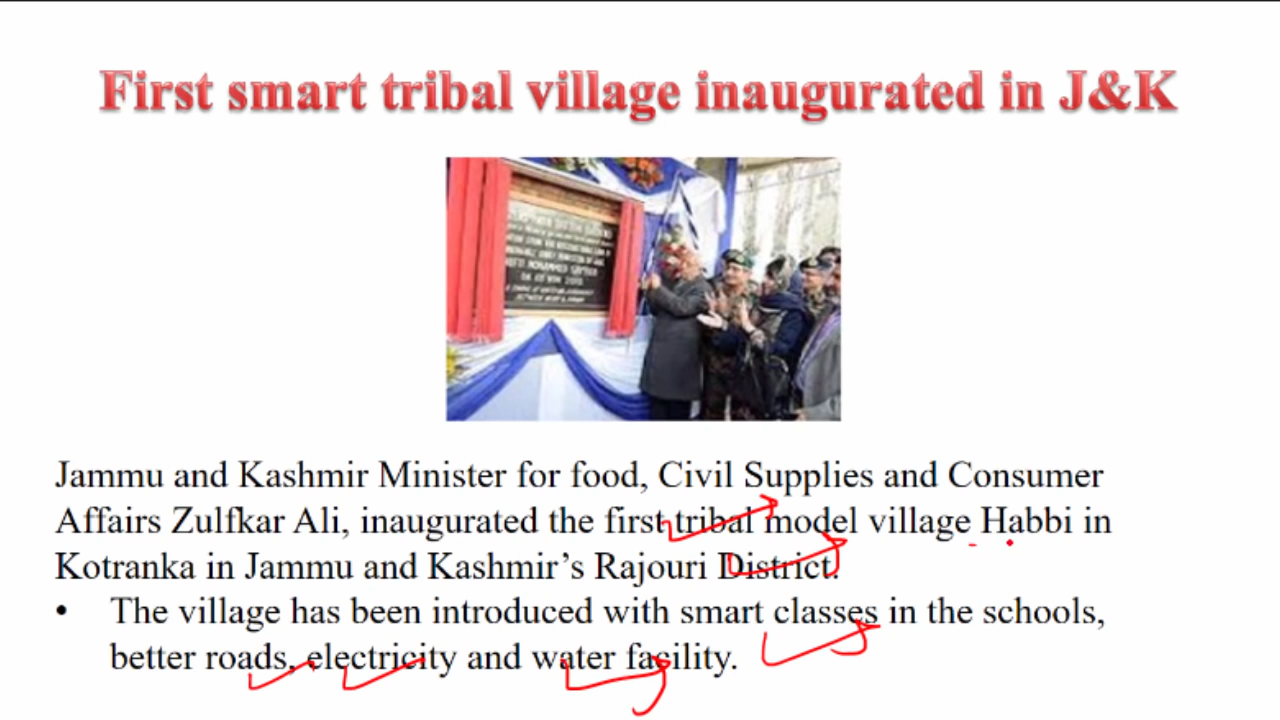 First smart tribal village inaugurated in J&K
Jammu and Kashmir Minister for food, Civil Supplies and Consumer
Affairs Zulfkar Ali, inaugurated the first tribal model village Habbi in
Kotranka in Jammu and Kashmir’s Rajouri District.
• The village has been introduced with smart classes in the schools,
better roads, electricity and water facility.